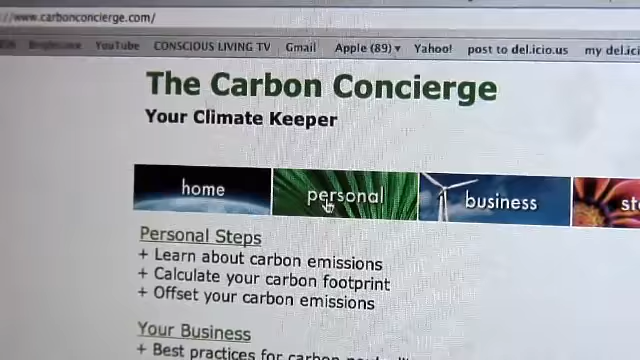 ://www.carbonconcierge.com/
YouTube CONSCIOUS LIVING TV Gmail Apple (89) ▾ Yahoo! post to del.icio.us my del.ici
The Carbon Concierge
Your Climate Keeper
home personal business st
Personal Steps
+ Learn about carbon emissions
+ Calculate your carbon footprint
+ Offset your carbon emissions
Your Business
+ Best practices for carbon